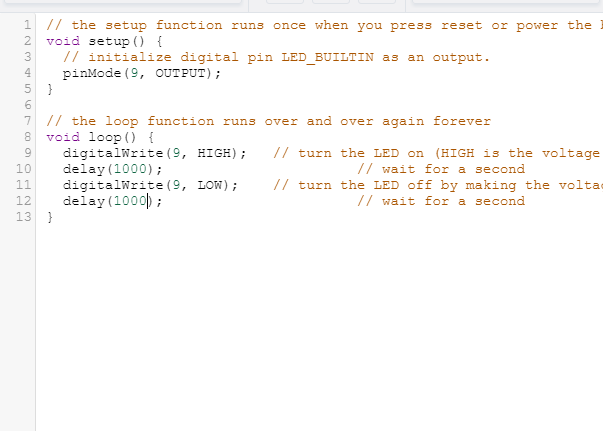 1 // the setup function runs once when you press reset or power the
2 void setup() {
3 // initialize digital pin LED_BUILTIN as an output.
4 pinMode(9, OUTPUT);
5 }
6
7 // the loop function runs over and over again forever
8 void loop() {
9 digitalWrite(9, HIGH); // turn the LED on (HIGH is the voltage
10 delay(1000); // wait for a second
11 digitalWrite(9, LOW); // turn the LED off by making the
12 delay(1000); // wait for a second
13 }